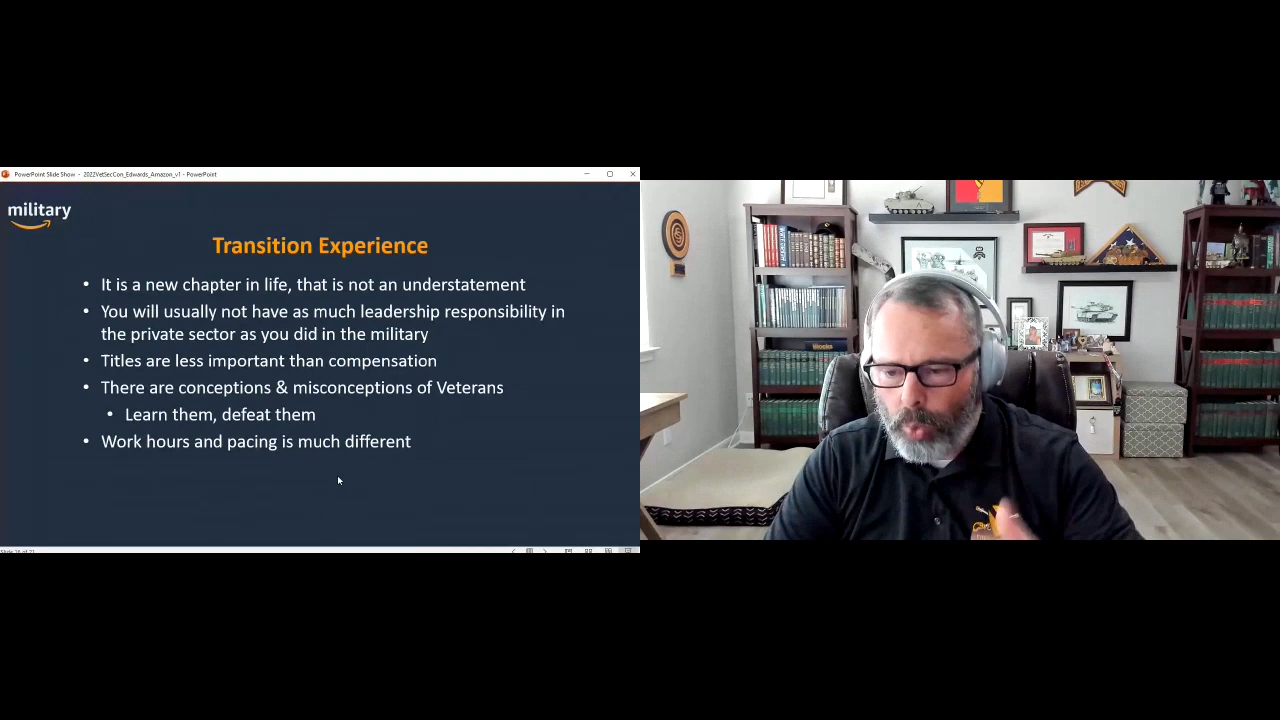 PowerPoint Slide Show - 2022VetSecCon_Edwards_Amazon_v1 - PowerPoint
military
Transition Experience
• It is a new chapter in life, that is not an understatement
• You will usually not have as much leadership responsibility in
the private sector as you did in the military
• Titles are less important than compensation
• There are conceptions & misconceptions of Veterans
• Learn them, defeat them
• Work hours and pacing is much different